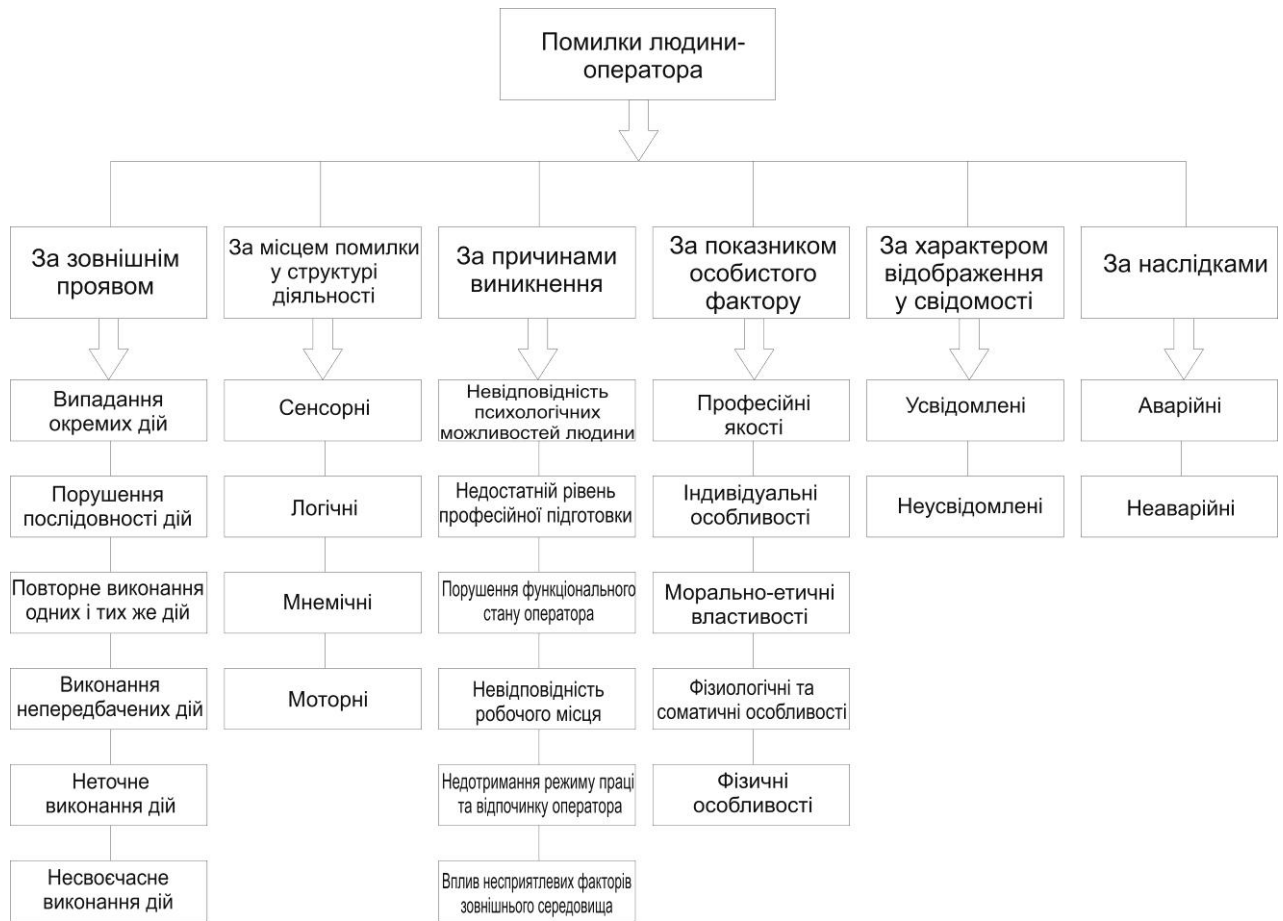 Помилки людини-
оператора
За зовнішнім
проявом
За місцем помилки
у структурі
діяльності
За причинами
виникнення
За показником
особистого
фактору
За характером
відображення
у свідомості
За наслідками
Випадання
окремих дій
Порушення
послідовності дій
Повторне виконання
одних і тих же дій
Виконання
непередбачених дій
Неточне
виконання дій
Несвоєчасне
виконання дій
Сенсорні
Логічні
Мнемічні
Моторні
Невідповідність
психологічних
можливостей людини
Недостатній рівень
професійної підготовки
Порушення функціонального
стану оператора
Невідповідність
робочого місця
Недотримання режиму праці
та відпочинку оператора
Вплив несприятлевих факторів
зовнішнього середовища
Професійні
якості
Індивідуальні
особливості
Морально-етичні
властивості
Фізиологічні та
соматичні особливості
Фізичні
особливості
Усвідомлені
Неусвідомлені
Аварійні
Неаварійні